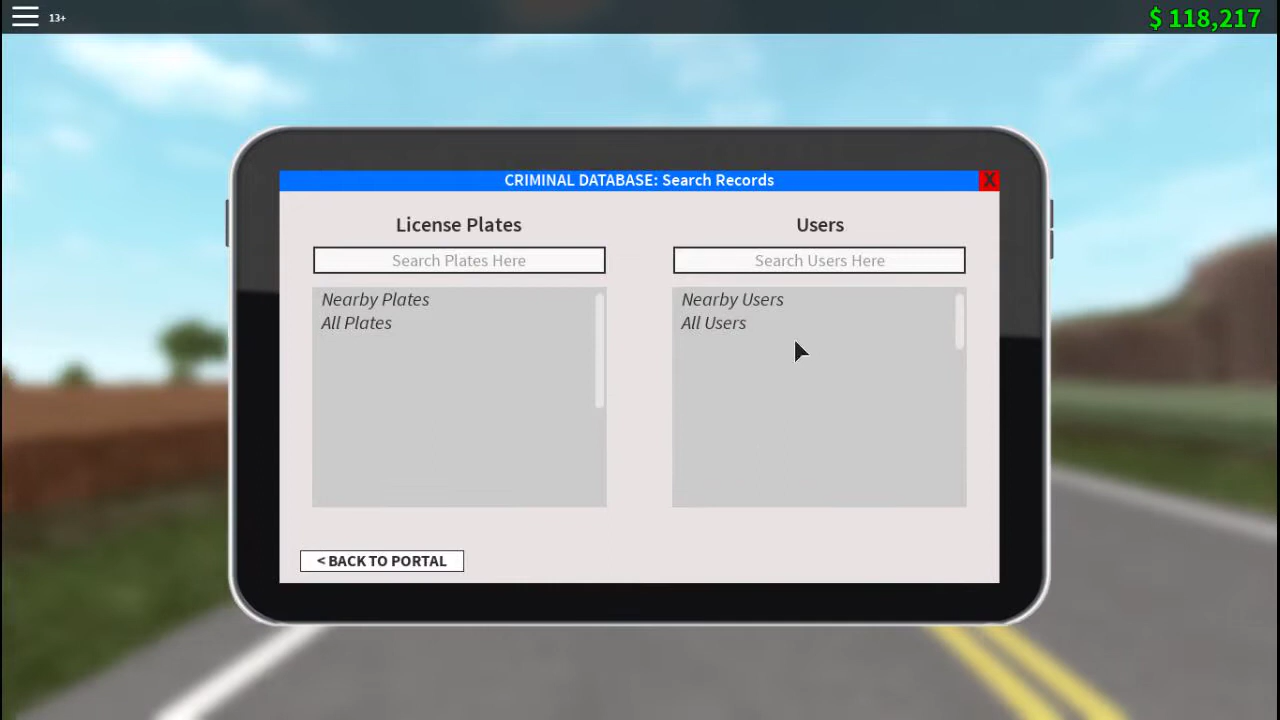 13+
$ 118,217
CRIMINAL DATABASE: Search Records
X
License Plates
Search Plates Here
Nearby Plates
All Plates
Users
Search Users Here
Nearby Users
All Users
< BACK TO PORTAL